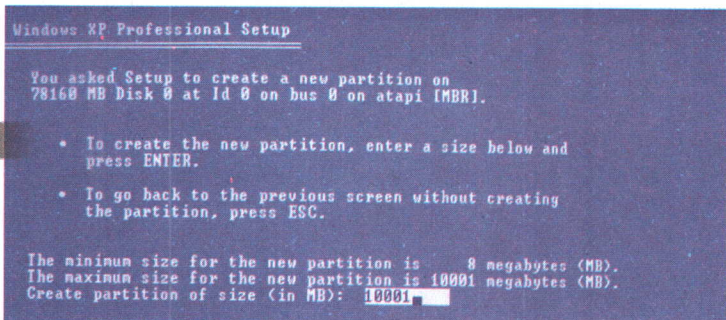 Windows XP Professional Setup
You asked Setup to create a new partition on
78160 MB Disk 0 at Id 0 on bus 0 on atapi [MBR].
• To create the new partition, enter a size below and
press ENTER.
• To go back to the previous screen without creating
the partition, press ESC.
The minimum size for the new partition is 8 megabytes (MB).
The maximum size for the new partition is 10001 megabytes (MB).
Create partition of size (in MB): 10001